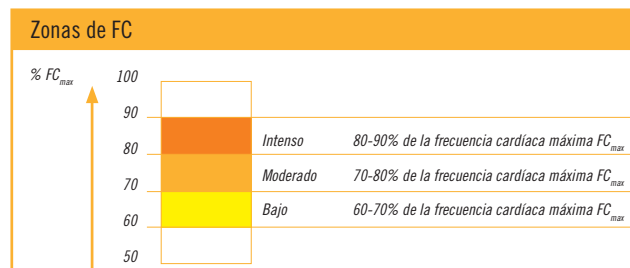 Zonas de FC
% FCmax
100
90
80
70
60
50
Intenso 80-90% de la frecuencia cardíaca máxima FCmax
Moderado 70-80% de la frecuencia cardíaca máxima FCmax
Bajo 60-70% de la frecuencia cardíaca máxima FCmax